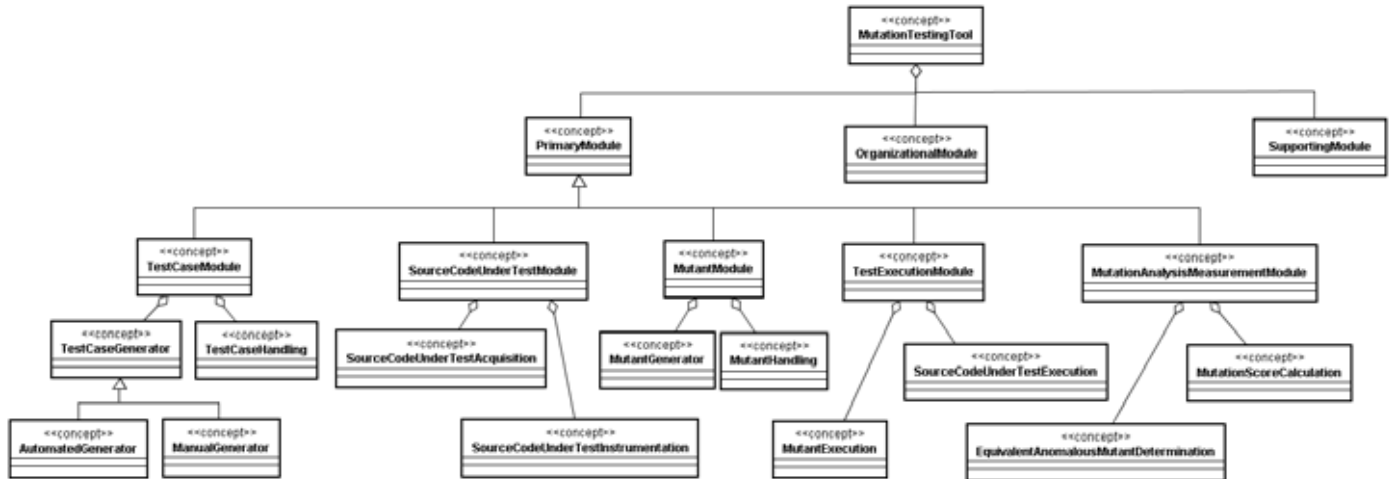 <<concept>>
MutationTestingTool
<<concept>>
PrimaryModule
<<concept>>
OrganizationalModule
<<concept>>
SupportingModule
<<concept>>
TestCaseModule
<<concept>>
SourceCodeUnderTestModule
<<concept>>
MutantModule
<<concept>>
TestExecutionModule
<<concept>>
MutationAnalysisMeasurementModule
<<concept>>
TestCaseGenerator
<<concept>>
TestCaseHandling
<<concept>>
SourceCodeUnderTestAcquisition
<<concept>>
MutantGenerator
<<concept>>
MutantHandling
<<concept>>
SourceCodeUnderTestExecution
<<concept>>
MutationScoreCalculation
<<concept>>
AutomatedGenerator
<<concept>>
ManualGenerator
<<concept>>
SourceCodeUnderTestInstrumentation
<<concept>>
MutantExecution
<<concept>>
EquivalentAnomalousMutantDetermination